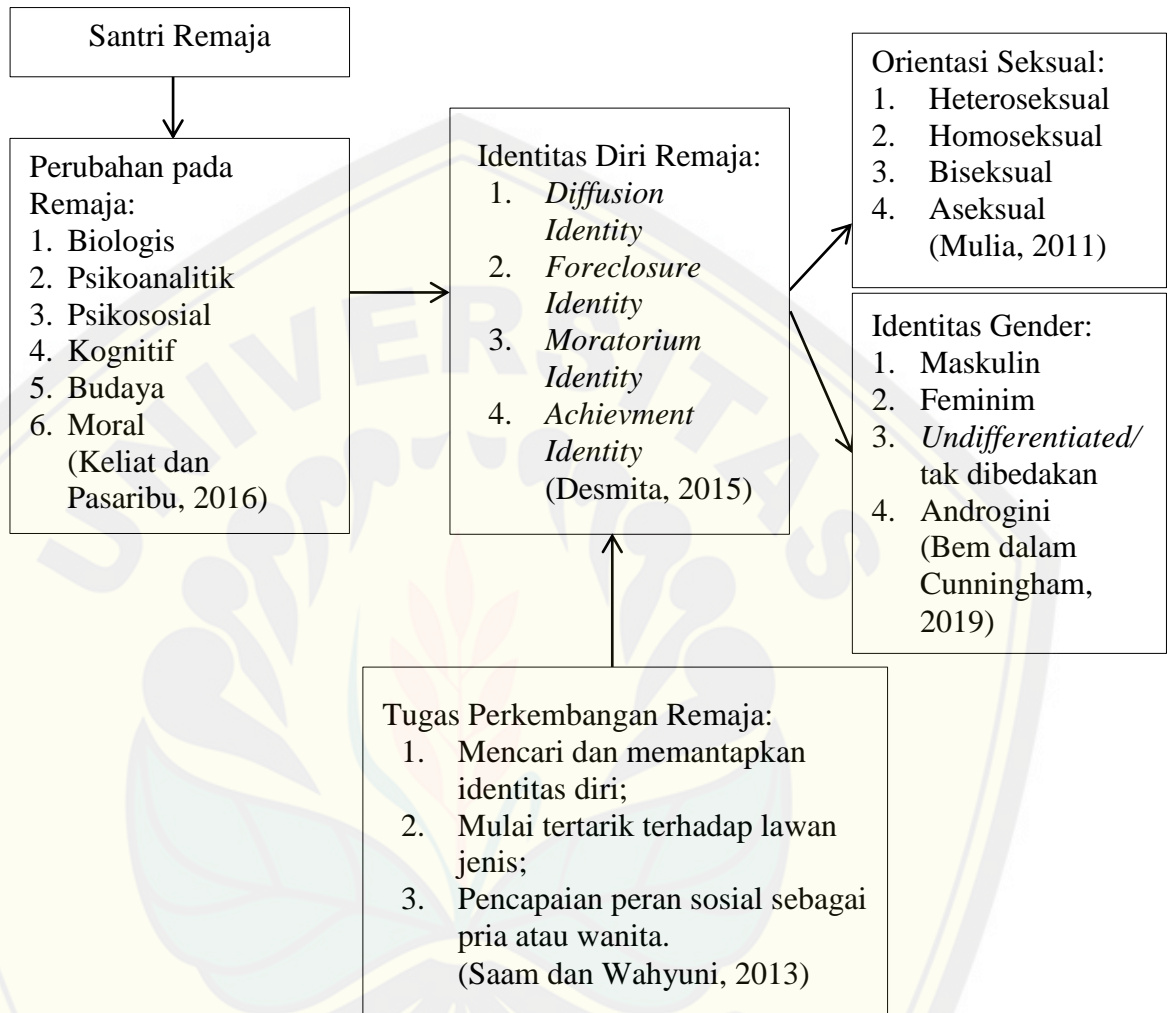 Santri Remaja
Perubahan pada
Remaja:
1. Biologis
2. Psikoanalitik
3. Psikososial
4. Kognitif
5. Budaya
6. Moral
(Keliat dan
Pasaribu, 2016)
Identitas Diri Remaja:
1. Diffusion
Identity
2. Foreclosure
Identity
3. Moratorium
Identity
4. Achievment
Identity
(Desmita, 2015)
Orientasi Seksual:
1. Heteroseksual
2. Homoseksual
3. Biseksual
4. Aseksual
(Mulia, 2011)
Identitas Gender:
1. Maskulin
2. Feminim
3. Undifferentiated/
tak dibedakan
4. Androgini
(Bem dalam
Cunningham,
2019)
Tugas Perkembangan Remaja:
1. Mencari dan memantapkan
identitas diri;
2. Mulai tertarik terhadap lawan
jenis;
3. Pencapaian peran sosial sebagai
pria atau wanita.
(Saam dan Wahyuni, 2013)
UNIVERSITAS